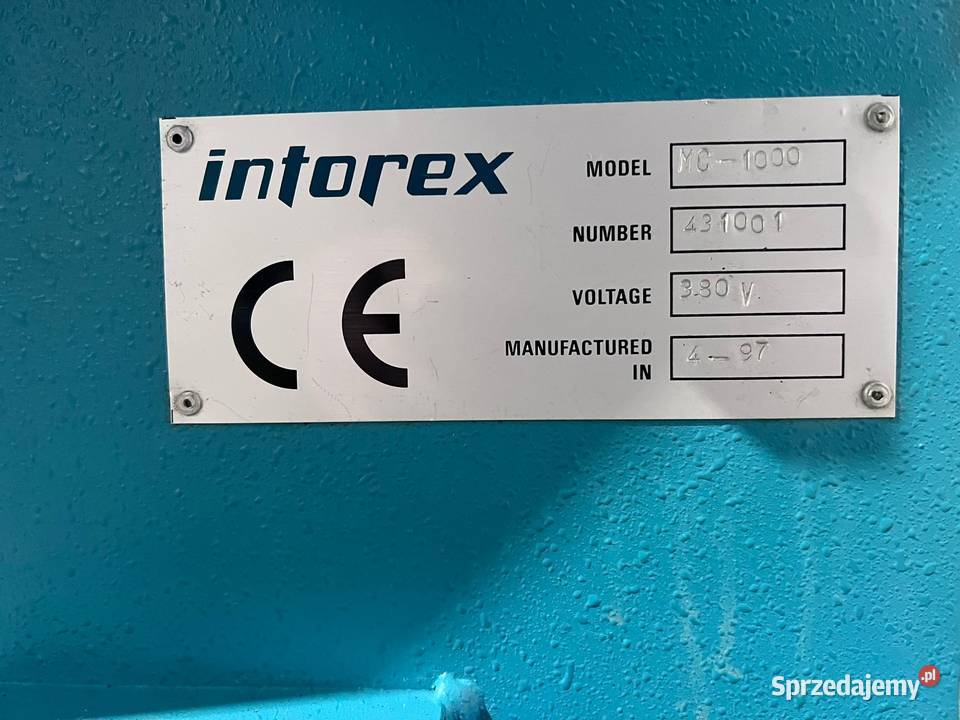 intorex
CE
MODEL MC-1000
NUMBER 431001
VOLTAGE 380 V
MANUFACTURED
IN 4-97
Sprzedajemy.pl